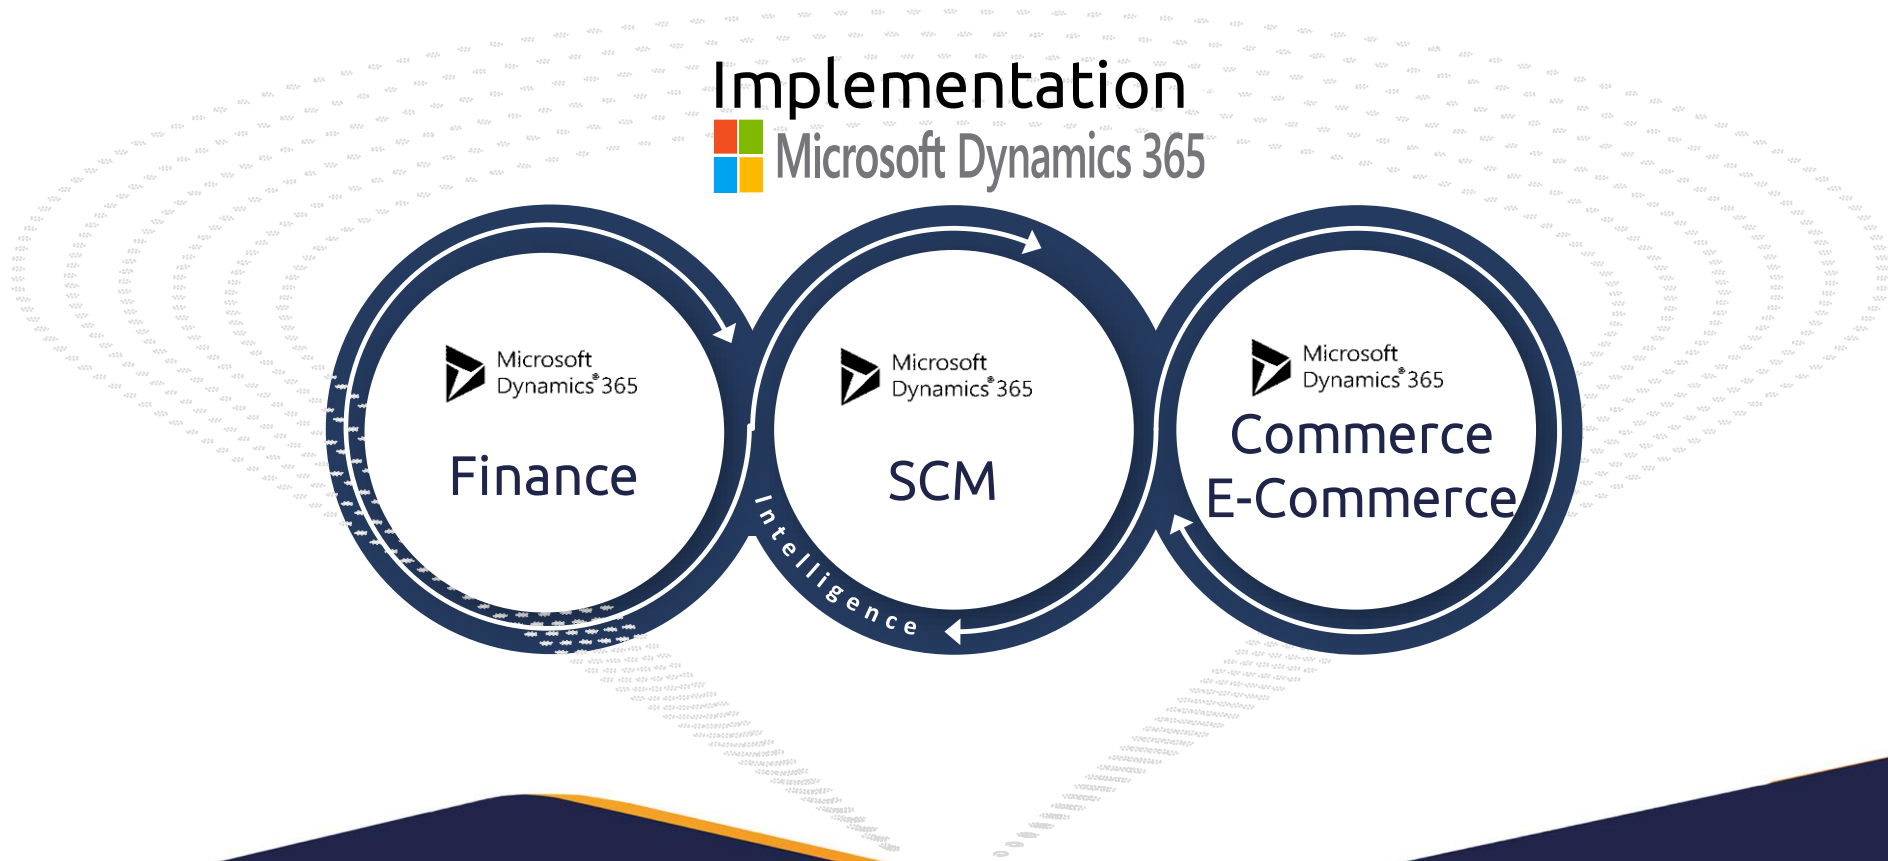 Implementation
Microsoft Dynamics 365
Microsoft
Dynamics® 365
Finance
Microsoft
Dynamics® 365
SCM
Intelligence
Microsoft
Dynamics® 365
Commerce
E-Commerce